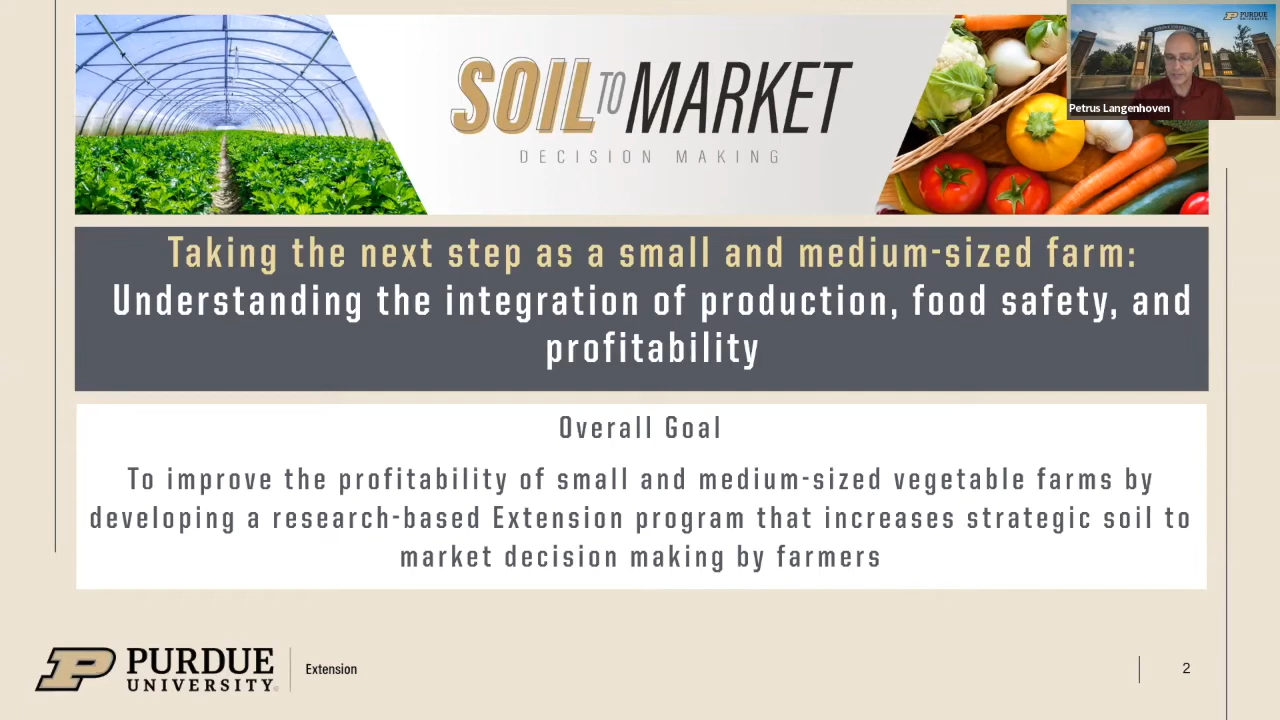 SOIL TO MARKET
DECISION MAKING
PURDUE
Petrus Langenhoven
Taking the next step as a small and medium-sized farm:
Understanding the integration of production, food safety, and
profitability
Overall Goal
To improve the profitability of small and medium-sized vegetable farms by
developing a research-based Extension program that increases strategic soil to
market decision making by farmers
PURDUE
UNIVERSITY®
Extension
2